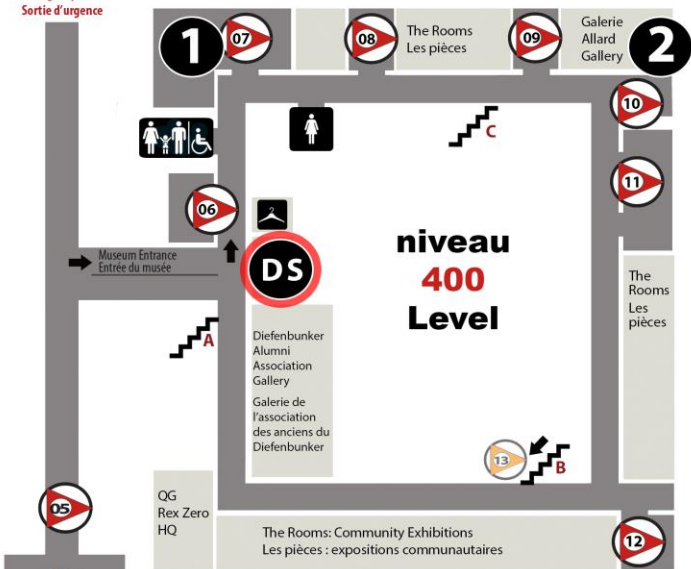 Sortie d'urgence
1
07
08
The Rooms
Les pièces
09
Galerie
Allard
Gallery
2
10
C
11
06
niveau
400
Level
DS
Museum Entrance
Entrée du musée
The
Rooms
Les
pièces
A
Diefenbunker
Alumni
Association
Gallery
Galerie de
l'association
des anciens du
Diefenbunker
13
B
QG
Rex Zero
HQ
05
The Rooms: Community Exhibitions
Les pièces : expositions communautaires
12